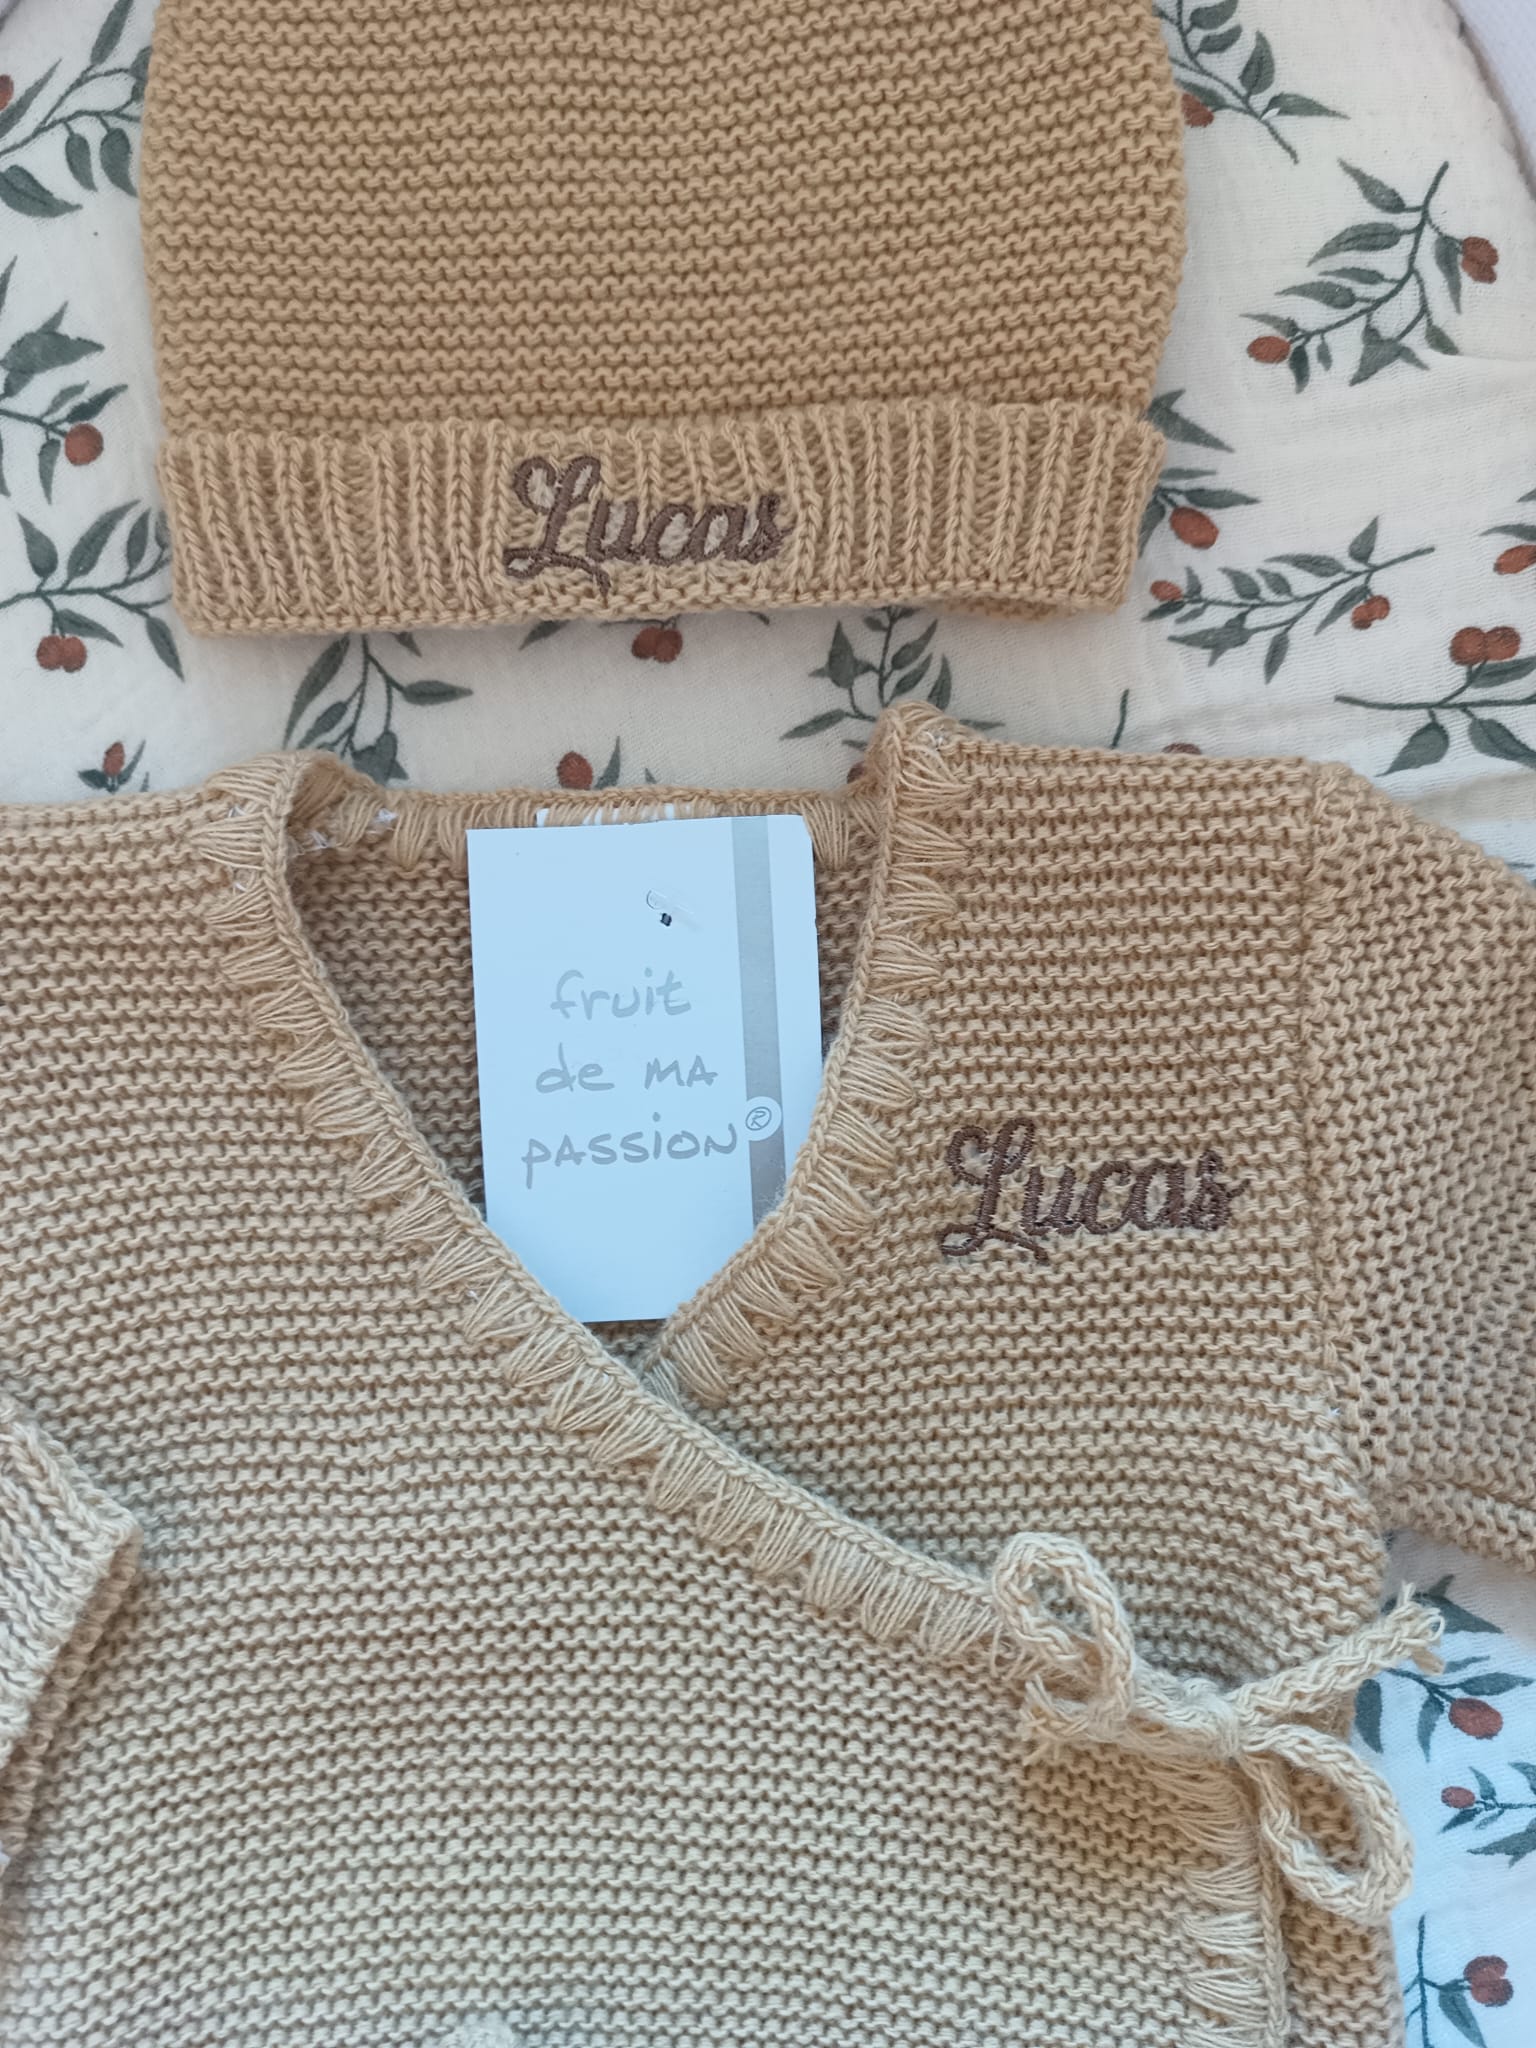 Lucas
fruit
de MA
PASSION®
Lucas